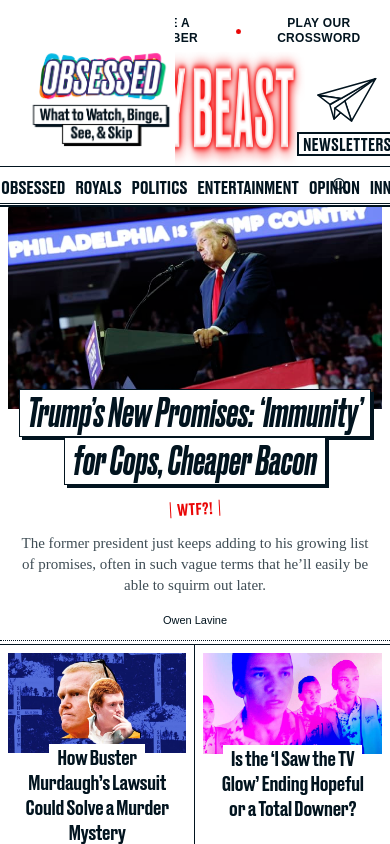 E A
BER
PLAY OUR
CROSSWORD
OBSESSED
What to Watch, Binge,
See, & Skip
Y BEAST
NEWSLETTERS
OBSESSED ROYALS POLITICS ENTERTAINMENT OPINION INN
PHILADELPHIA IS TRUMP COUNTRY
Trump’s New Promises: ‘Immunity’
for Cops, Cheaper Bacon
WTF?!
The former president just keeps adding to his growing list
of promises, often in such vague terms that he’ll easily be
able to squirm out later.
Owen Lavine
How Buster
Murdaugh’s Lawsuit
Could Solve a Murder
Mystery
Is the ‘I Saw the TV
Glow’ Ending Hopeful
or a Total Downer?